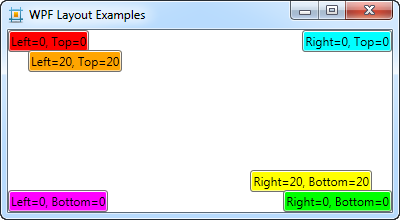 WPF Layout Examples
Left=0, Top=0
Right=0, Top=0
Left=20, Top=20
Right=20, Bottom=20
Left=0, Bottom=0
Right=0, Bottom=0